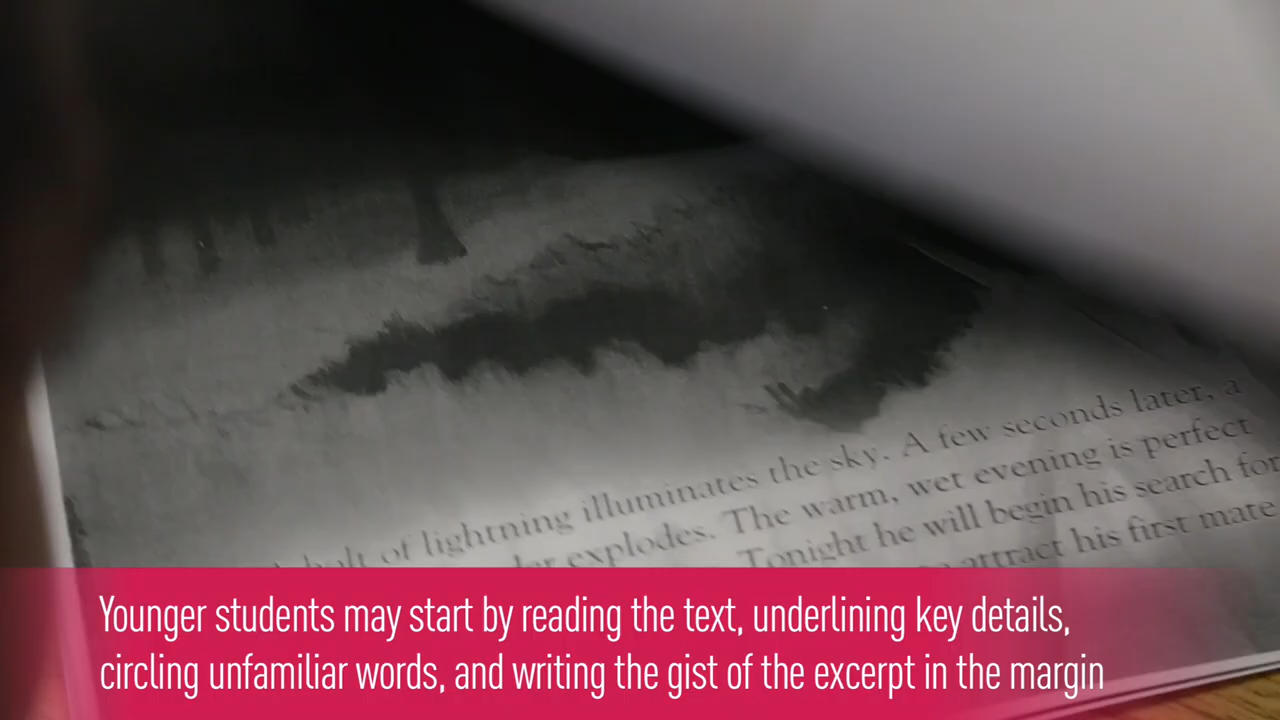 bolt of lightning illuminates the sky. A few seconds later, a
explodes. The warm, wet evening is perfect
Tonight he will begin his search for
attract his first mate
Younger students may start by reading the text, underlining key details,
circling unfamiliar words, and writing the gist of the excerpt in the margin